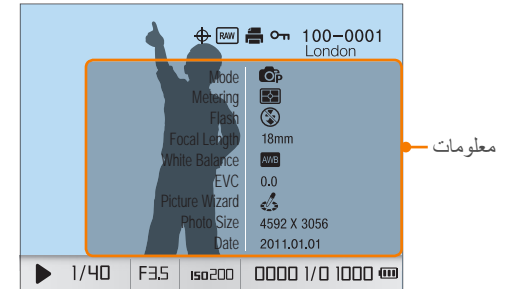 RAW 100-0001
London
Mode P
Metering
Flash
Focal Length 18mm
White Balance AWB
EVC 0.0
Picture Wizard
Photo Size 4592 X 3056
Date 2011.01.01
معلومات
1/40 F3.5 ISO200 0000 1/0 1000